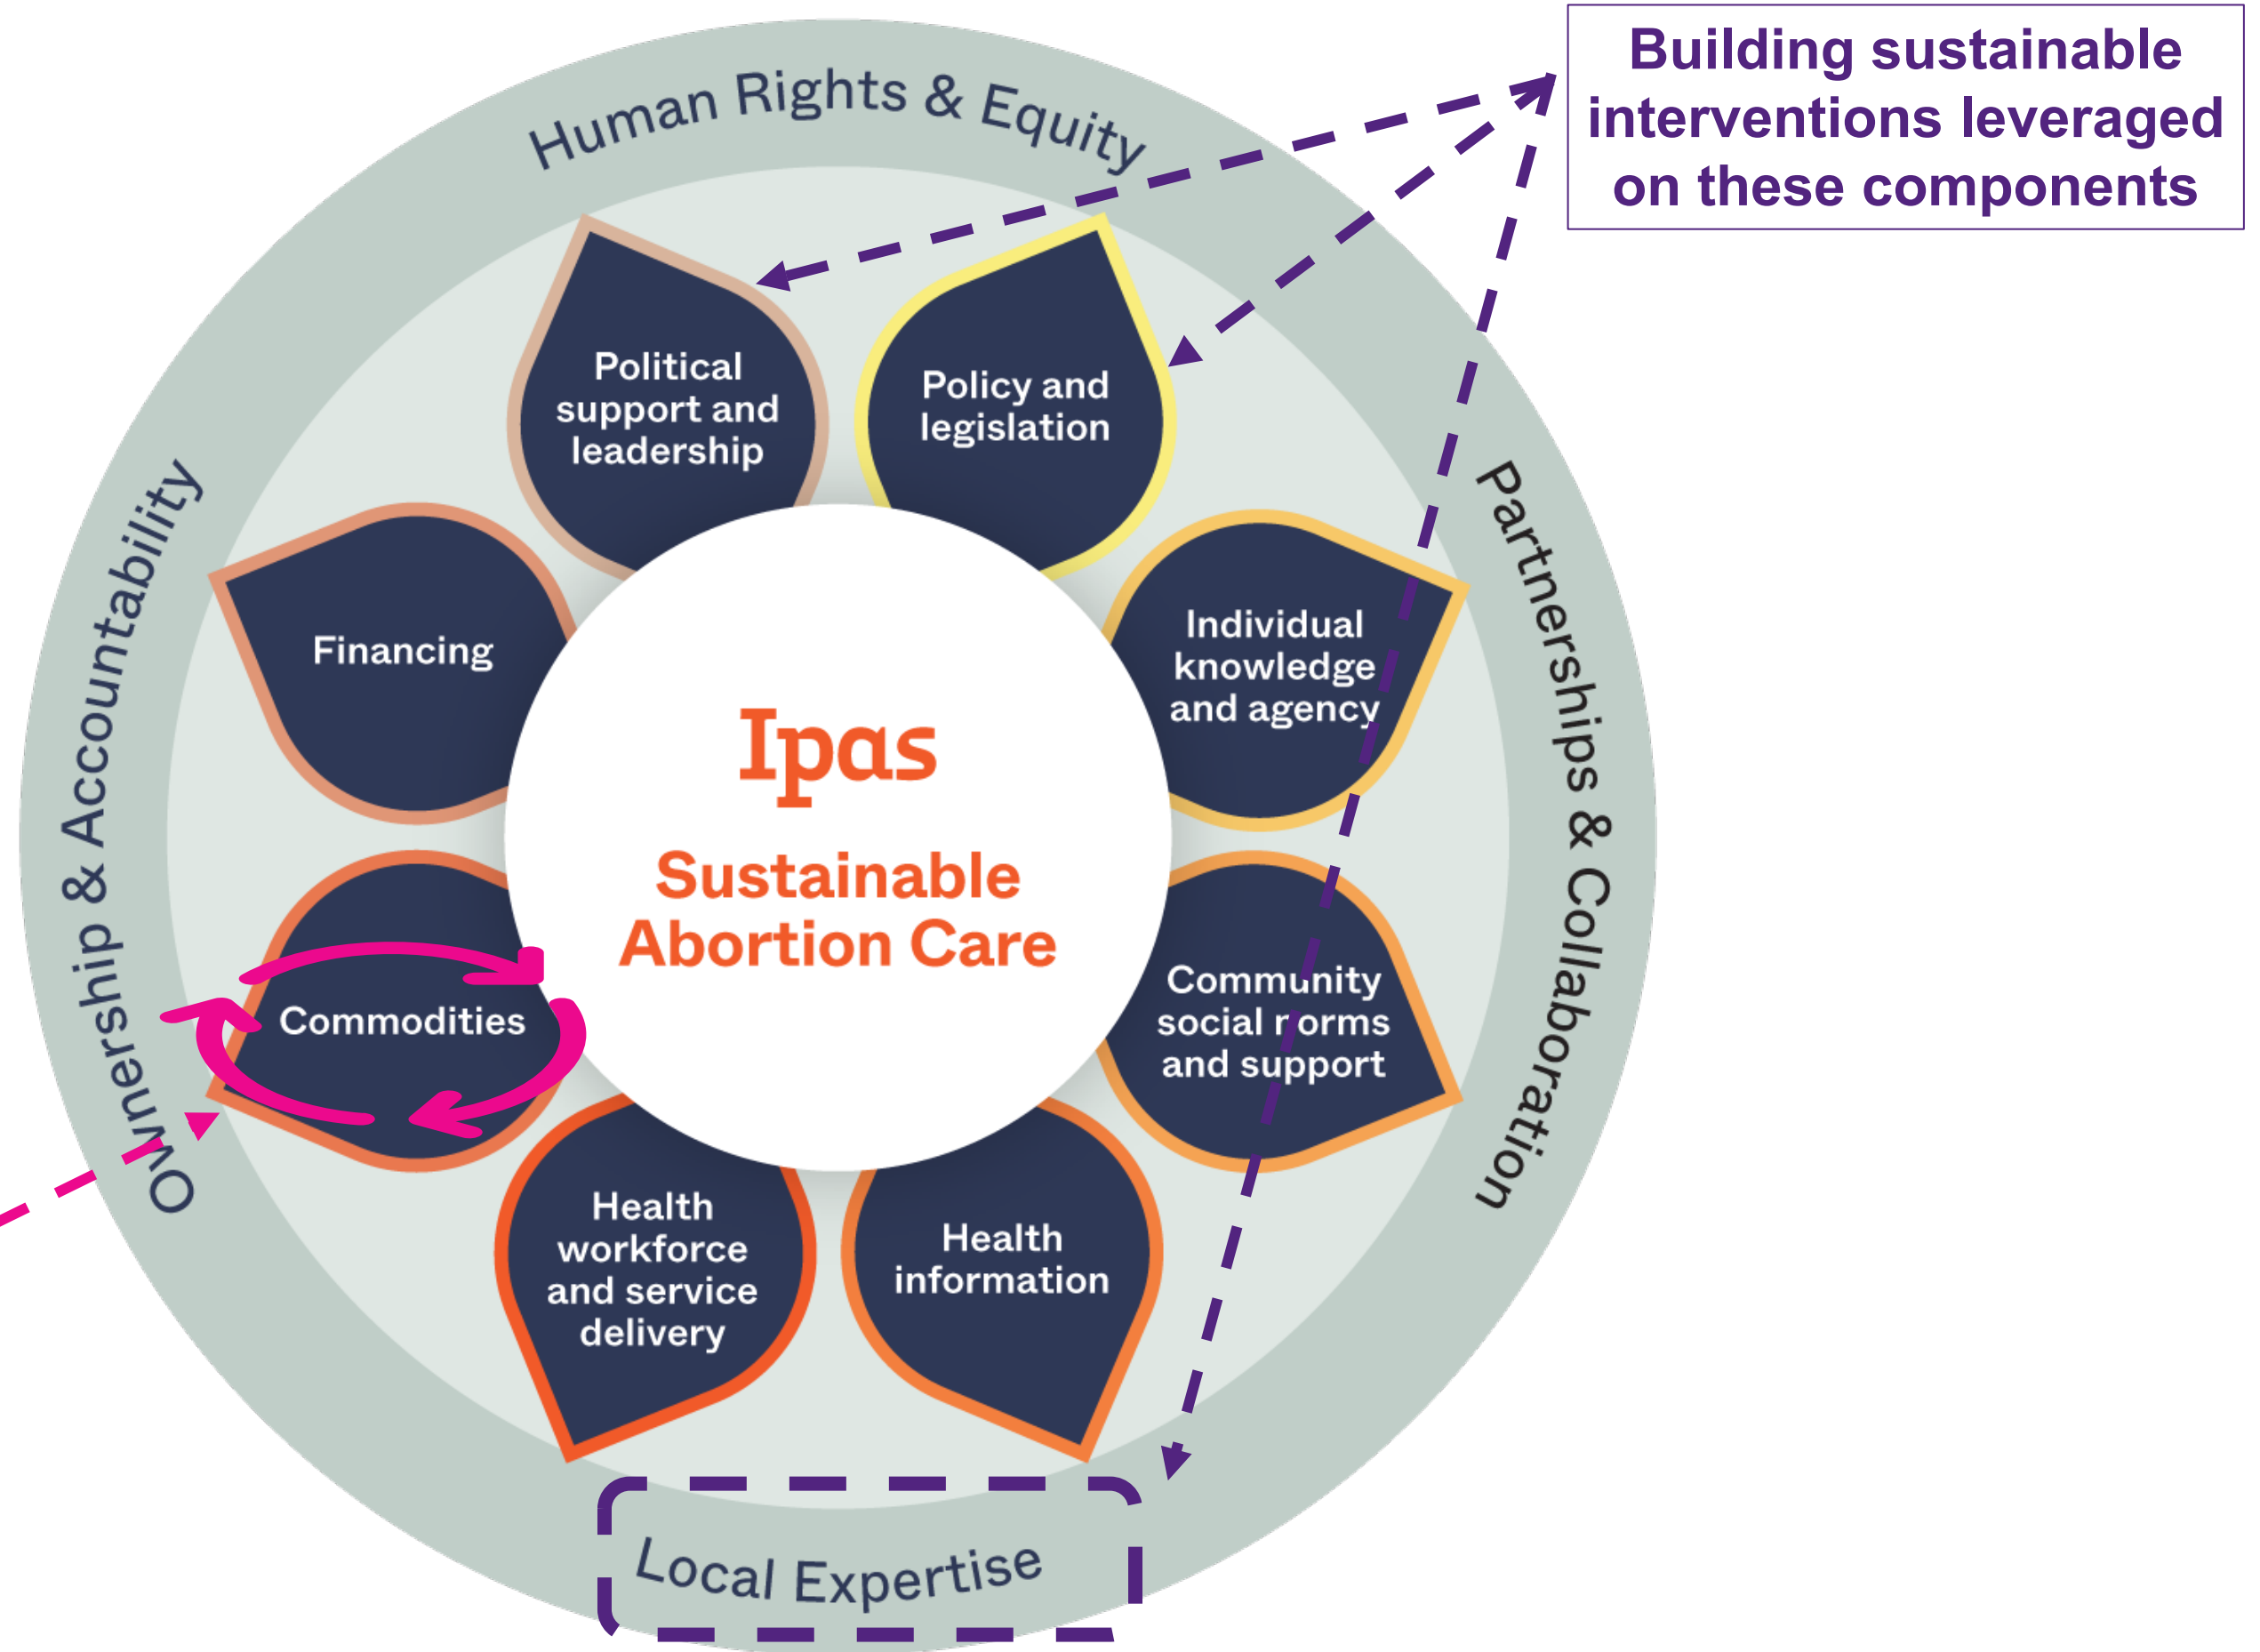 Building sustainable
interventions leveraged
on these components
Human Rights & Equity
Political
support and
leadership
Policy and
legislation
Financing
Individual
knowledge
and agency
Ownership & Accountability
Partnerships & Collaboration
Ipas
Sustainable
Abortion Care
Commodities
Community
social norms
and support
Health
workforce
and service
delivery
Health
information
Local Expertise